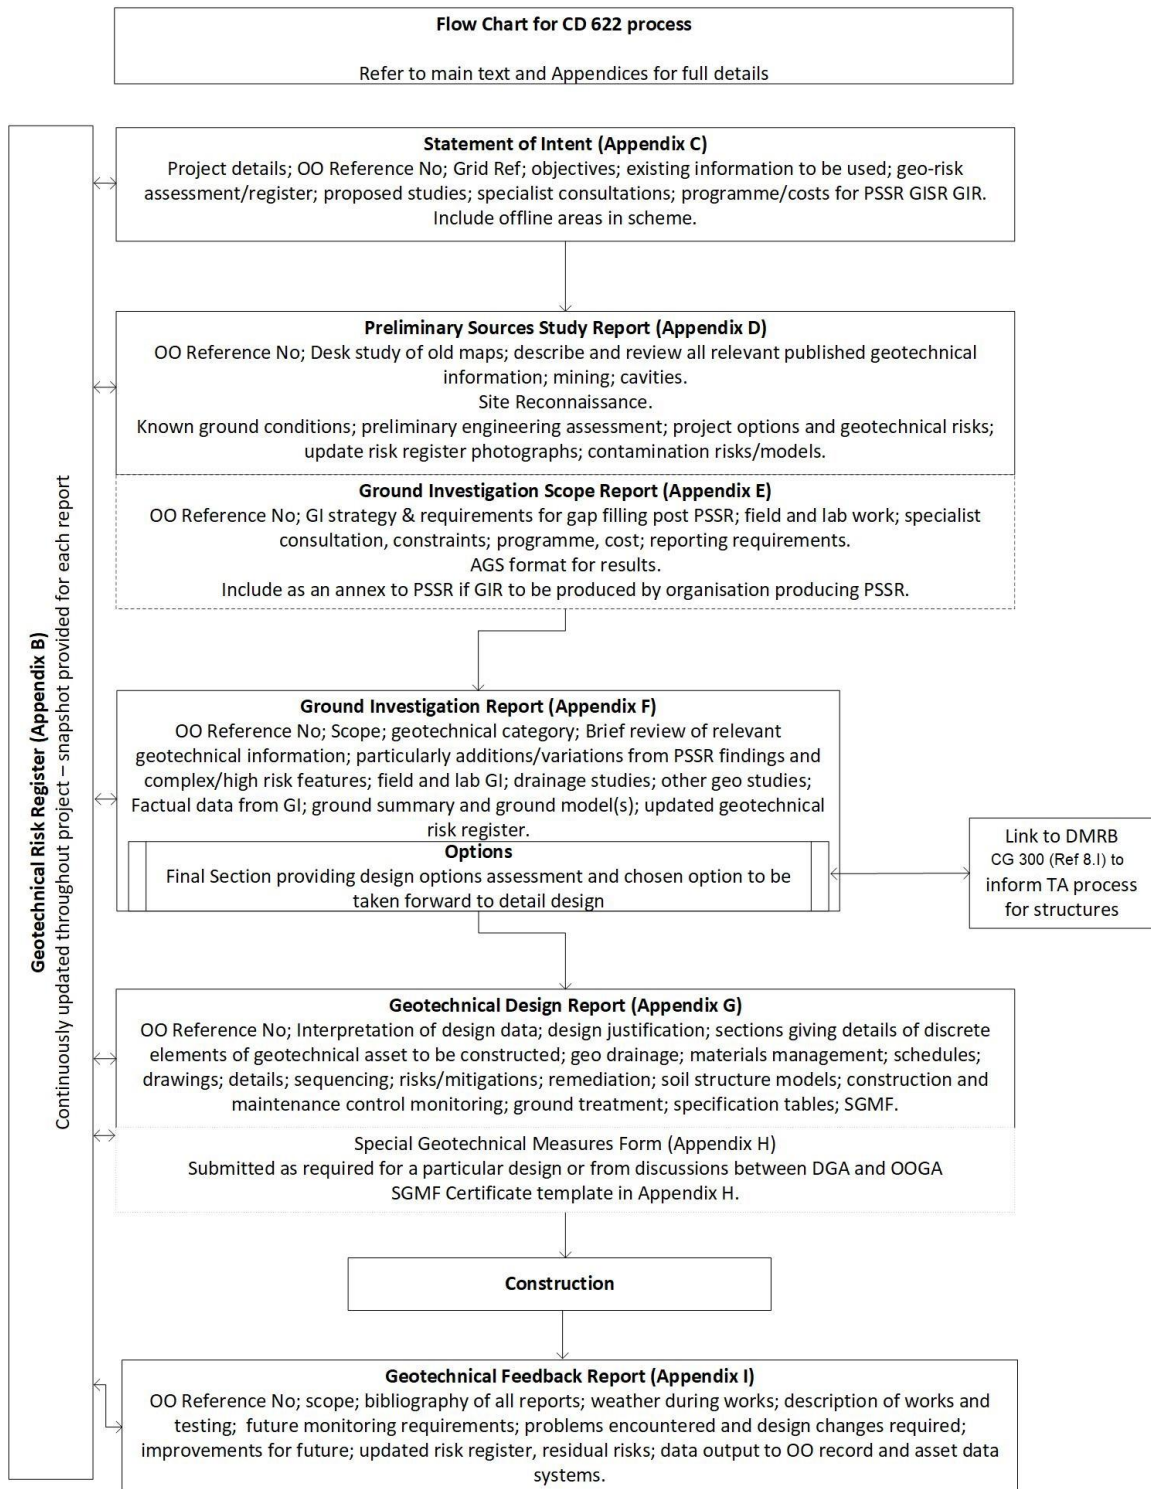 Flow Chart for CD 622 process
Refer to main text and Appendices for full details
Geotechnical Risk Register (Appendix B)
Continuously updated throughout project – snapshot provided for each report
Statement of Intent (Appendix C)
Project details; OO Reference No; Grid Ref; objectives; existing information to be used; geo-risk
assessment/register; proposed studies; specialist consultations; programme/costs for PSSR GISR GIR.
Include offline areas in scheme.
Preliminary Sources Study Report (Appendix D)
OO Reference No; Desk study of old maps; describe and review all relevant published geotechnical
information; mining; cavities.
Site Reconnaissance.
Known ground conditions; preliminary engineering assessment; project options and geotechnical risks;
update risk register photographs; contamination risks/models.
Ground Investigation Scope Report (Appendix E)
OO Reference No; GI strategy & requirements for gap filling post PSSR; field and lab work; specialist
consultation, constraints; programme, cost; reporting requirements.
AGS format for results.
Include as an annex to PSSR if GIR to be produced by organisation producing PSSR.
Ground Investigation Report (Appendix F)
OO Reference No; Scope; geotechnical category; Brief review of relevant
geotechnical information; particularly additions/variations from PSSR findings and
complex/high risk features; field and lab GI; drainage studies; other geo studies;
Factual data from GI; ground summary and ground model(s); updated geotechnical
risk register.
Options
Final Section providing design options assessment and chosen option to be
taken forward to detail design
Link to DMRB
CG 300 (Ref 8.I) to
inform TA process
for structures
Geotechnical Design Report (Appendix G)
OO Reference No; Interpretation of design data; design justification; sections giving details of discrete
elements of geotechnical asset to be constructed; geo drainage; materials management; schedules;
drawings; details; sequencing; risks/mitigations; remediation; soil structure models; construction and
maintenance control monitoring; ground treatment; specification tables; SGMF.
Special Geotechnical Measures Form (Appendix H)
Submitted as required for a particular design or from discussions between DGA and OOGA
SGMF Certificate template in Appendix H.
Construction
Geotechnical Feedback Report (Appendix I)
OO Reference No; scope; bibliography of all reports; weather during works; description of works and
testing; future monitoring requirements; problems encountered and design changes required;
improvements for future; updated risk register, residual risks; data output to OO record and asset data
systems.